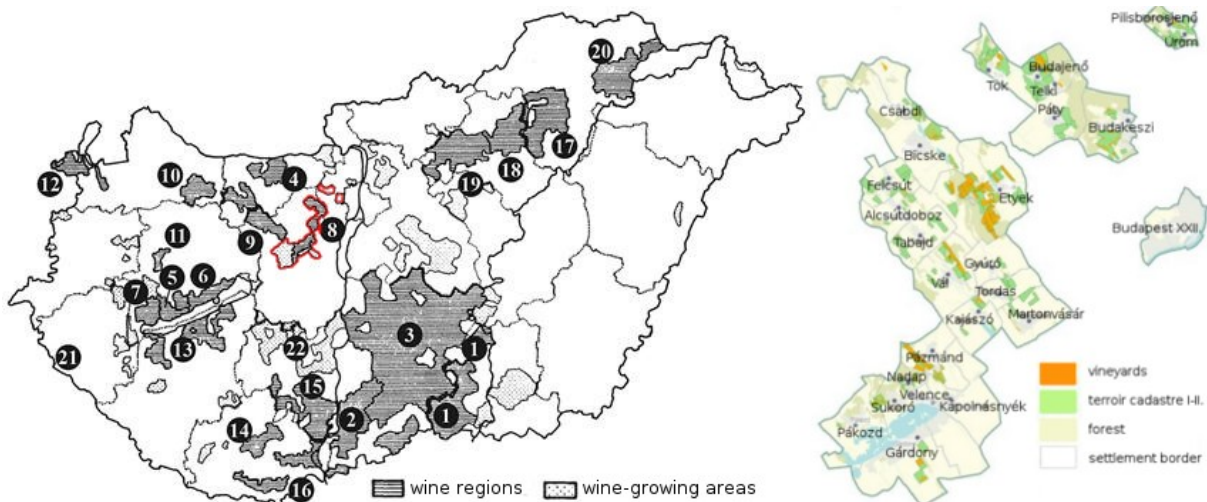 20
12
10
4
17
18
19
11
9
8
5
6
7
3
1
13
21
22
15
2
1
14
16
wine regions
wine-growing areas
Pilisborosjenő
Üröm
Tök
Budajenő
Telki
Páty
Budakeszi
Csabdi
Bicske
Felcsút
Etyek
Alcsútdoboz
Budapest XXII.
Tabajd
Gyúró
Vál
Tordas
Kajászó
Martonvásár
Pázmánd
Nadap
Velence
Sukoró
Kápolnásnyék
Pákozd
Gárdony
vineyards
terroir cadastre I-II.
forest
settlement border